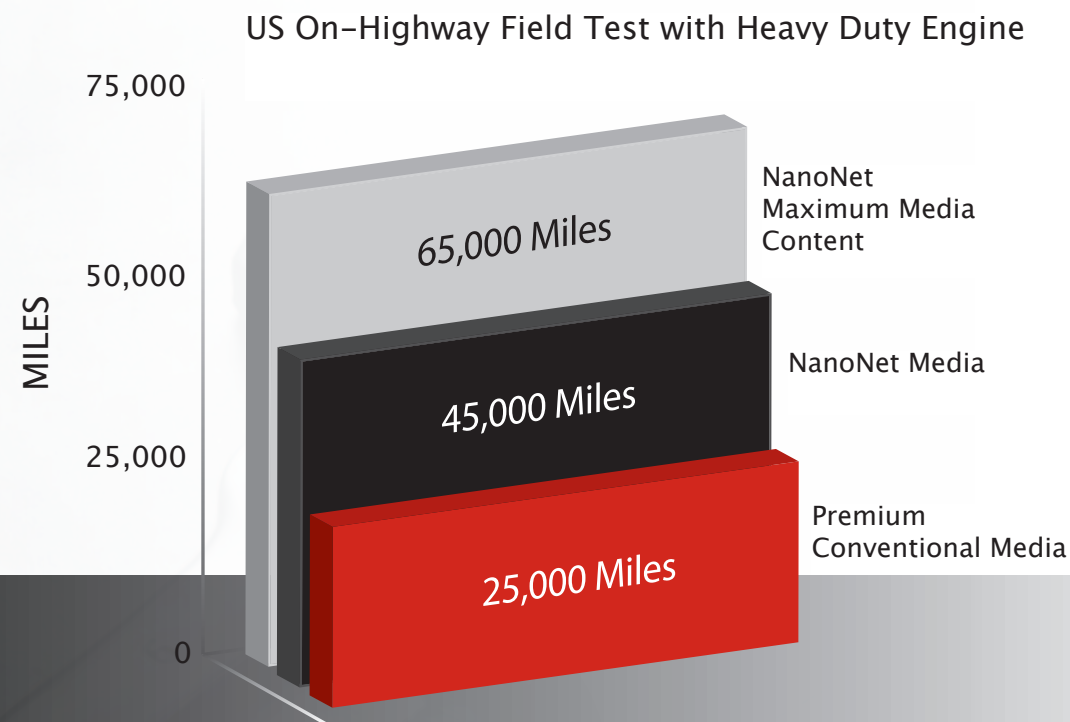 US On-Highway Field Test with Heavy Duty Engine
75,000
50,000
25,000
0
MILES
65,000 Miles
NanoNet
Maximum Media
Content
45,000 Miles
NanoNet Media
25,000 Miles
Premium
Conventional Media